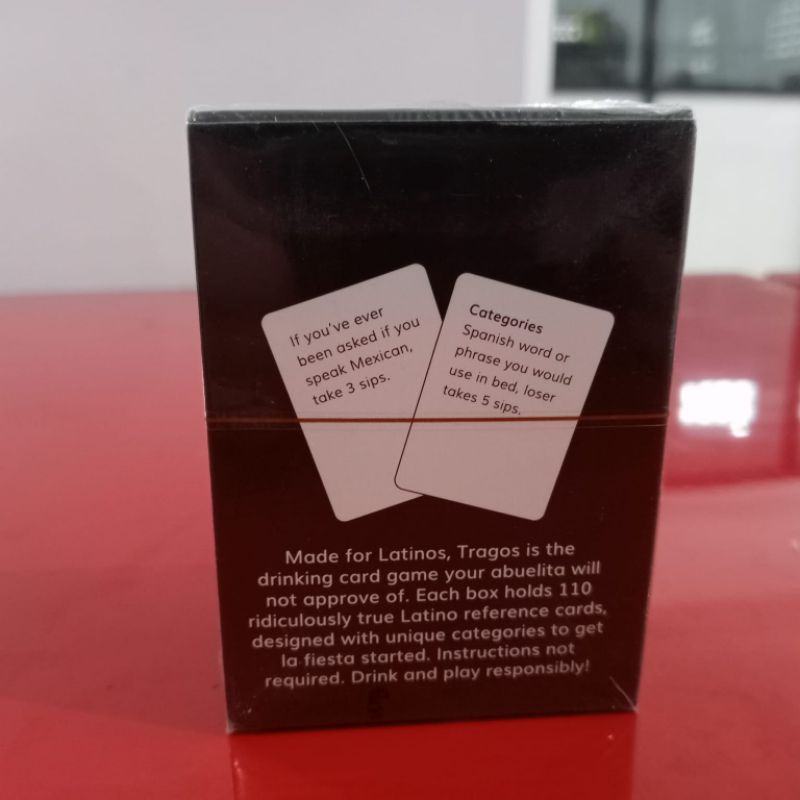 If you've ever
been asked if you
speak Mexican,
take 3 sips.
Categories
Spanish word or
phrase you would
use in bed, loser
takes 5 sips.
Made for Latinos, Tragos is the
drinking card game your abuelita will
not approve of. Each box holds 110
ridiculously true Latino reference cards,
designed with unique categories to get
la fiesta started. Instructions not
required. Drink and play responsibly!